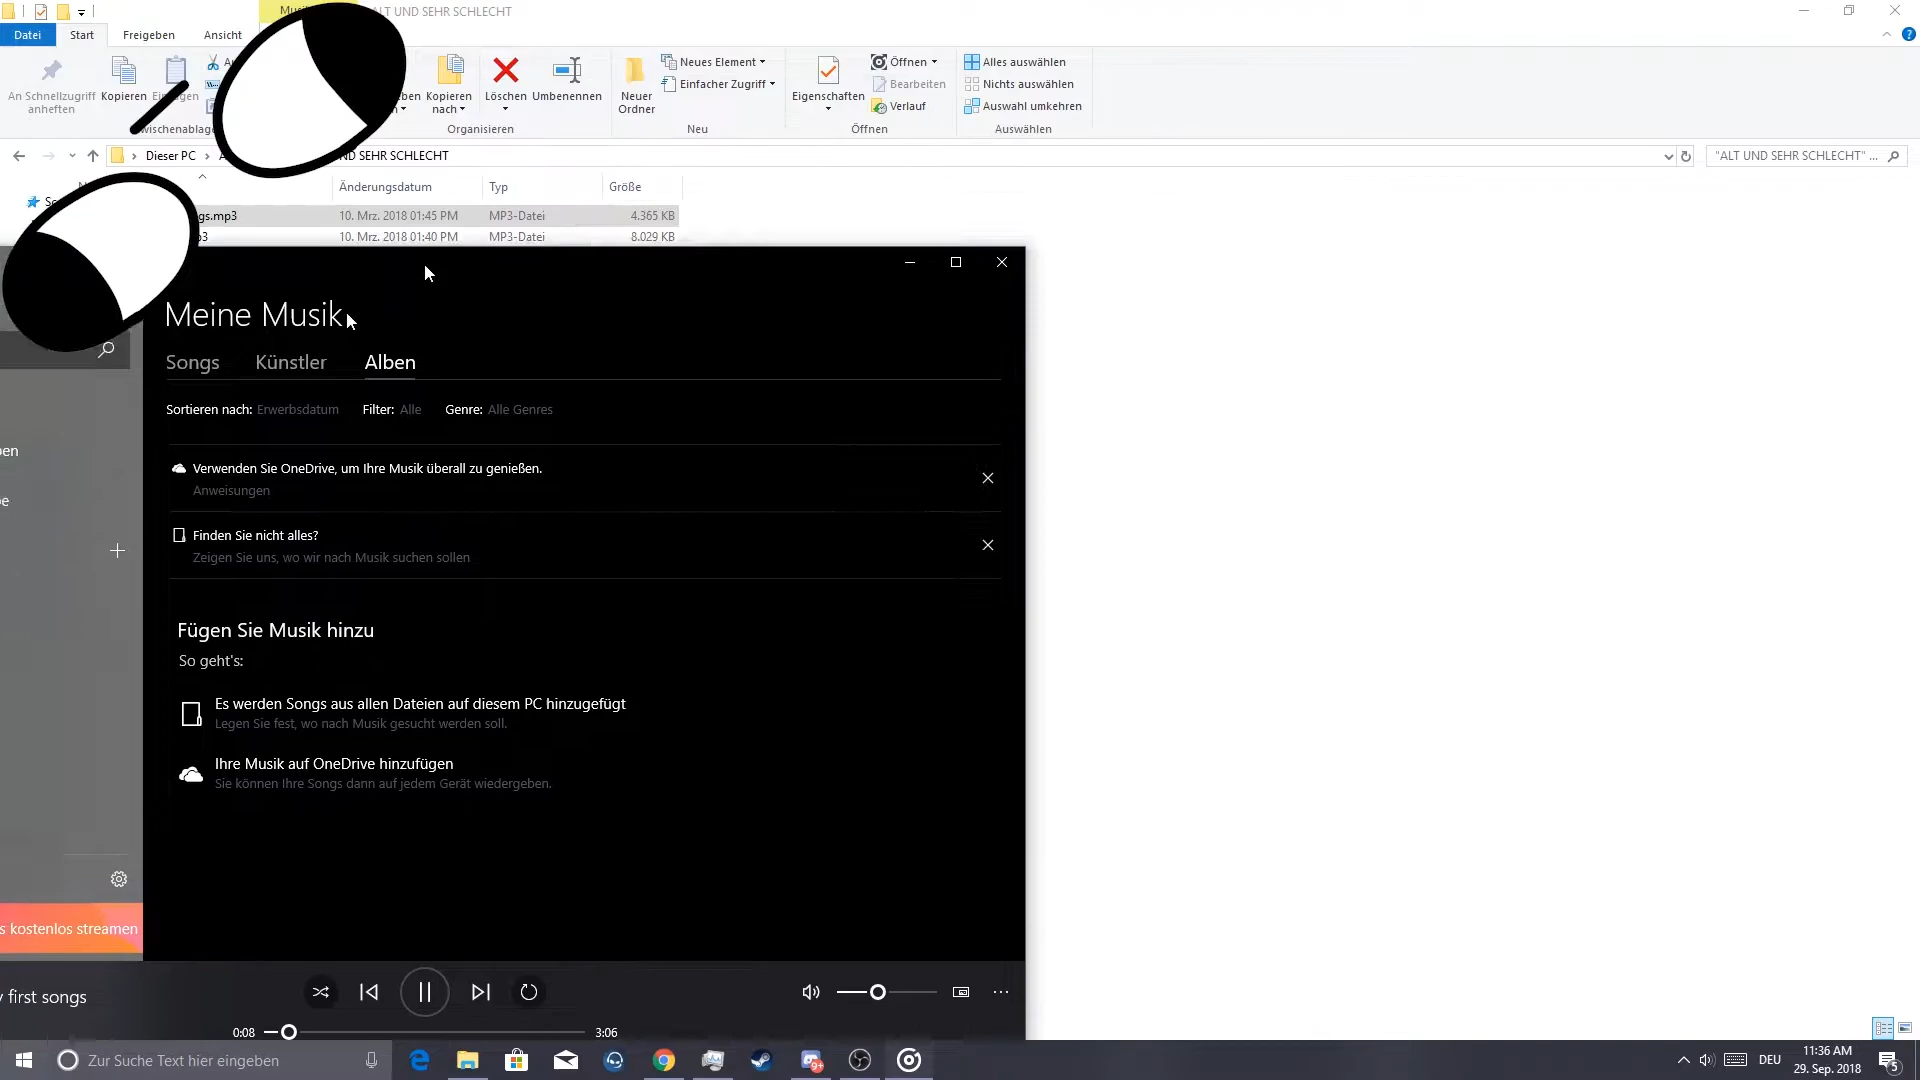 ALT UND SEHR SCHLECHT
Datei Start Freigeben Ansicht
An Schnellzugriff anheften
Kopieren
Kopieren nach
Löschen
Umbenennen
Organisieren
Neuer Ordner
Neues Element
Einfacher Zugriff
Neu
Eigenschaften
Öffnen
Bearbeiten
Verlauf
Öffnen
Alles auswählen
Nichts auswählen
Auswahl umkehren
Auswählen
Dieser PC
ND SEHR SCHLECHT
"ALT UND SEHR SCHLECHT" ...
Änderungsdatum Typ Größe
gs.mp3 10. Mrz. 2018 01:45 PM MP3-Datei 4.365 KB
p3 10. Mrz. 2018 01:40 PM MP3-Datei 8.029 KB
Meine Musik
Songs Künstler Alben
Sortieren nach: Erwerbsdatum Filter: Alle Genre: Alle Genres
Verwenden Sie OneDrive, um Ihre Musik überall zu genießen.
Anweisungen
Finden Sie nicht alles?
Zeigen Sie uns, wo wir nach Musik suchen sollen
Fügen Sie Musik hinzu
So geht's:
Es werden Songs aus allen Dateien auf diesem PC hinzugefügt
Legen Sie fest, wo nach Musik gesucht werden soll.
Ihre Musik auf OneDrive hinzufügen
Sie können Ihre Songs dann auf jedem Gerät wiedergeben.
s kostenlos streamen
first songs
0:08 3:06
Zur Suche Text hier eingeben
9+
DEU
11:36 AM
29. Sep. 2018
5